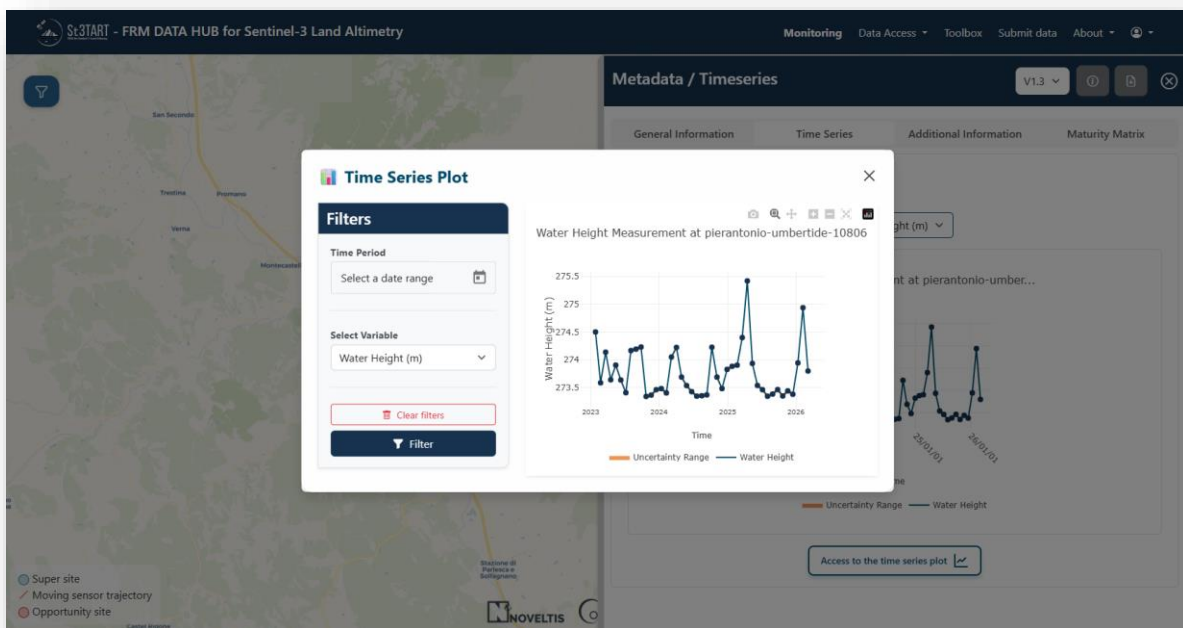 St3TART - FRM DATA HUB for Sentinel-3 Land Altimetry
Monitoring Data Access Toolbox Submit data About
Metadata / Timeseries
V1.3
General Information Time Series Additional Information Maturity Matrix
San Secondo
Trestina Promano
Verna
Time Series Plot
Filters
Time Period
Select a date range
Select Variable
Water Height (m)
Clear filters
Filter
Water Height Measurement at pierantonio-umbertide-10806
Water Height (m)
275.5
275
274.5
274
273.5
2023 2024 2025 2026
Time
Uncertainty Range Water Height
ght (m)
nt at pierantonio-umber...
25/01/01 26/01/01
me
Uncertainty Range Water Height
Access to the time series plot
Super site
Moving sensor trajectory
Opportunity site
NOVELTIS